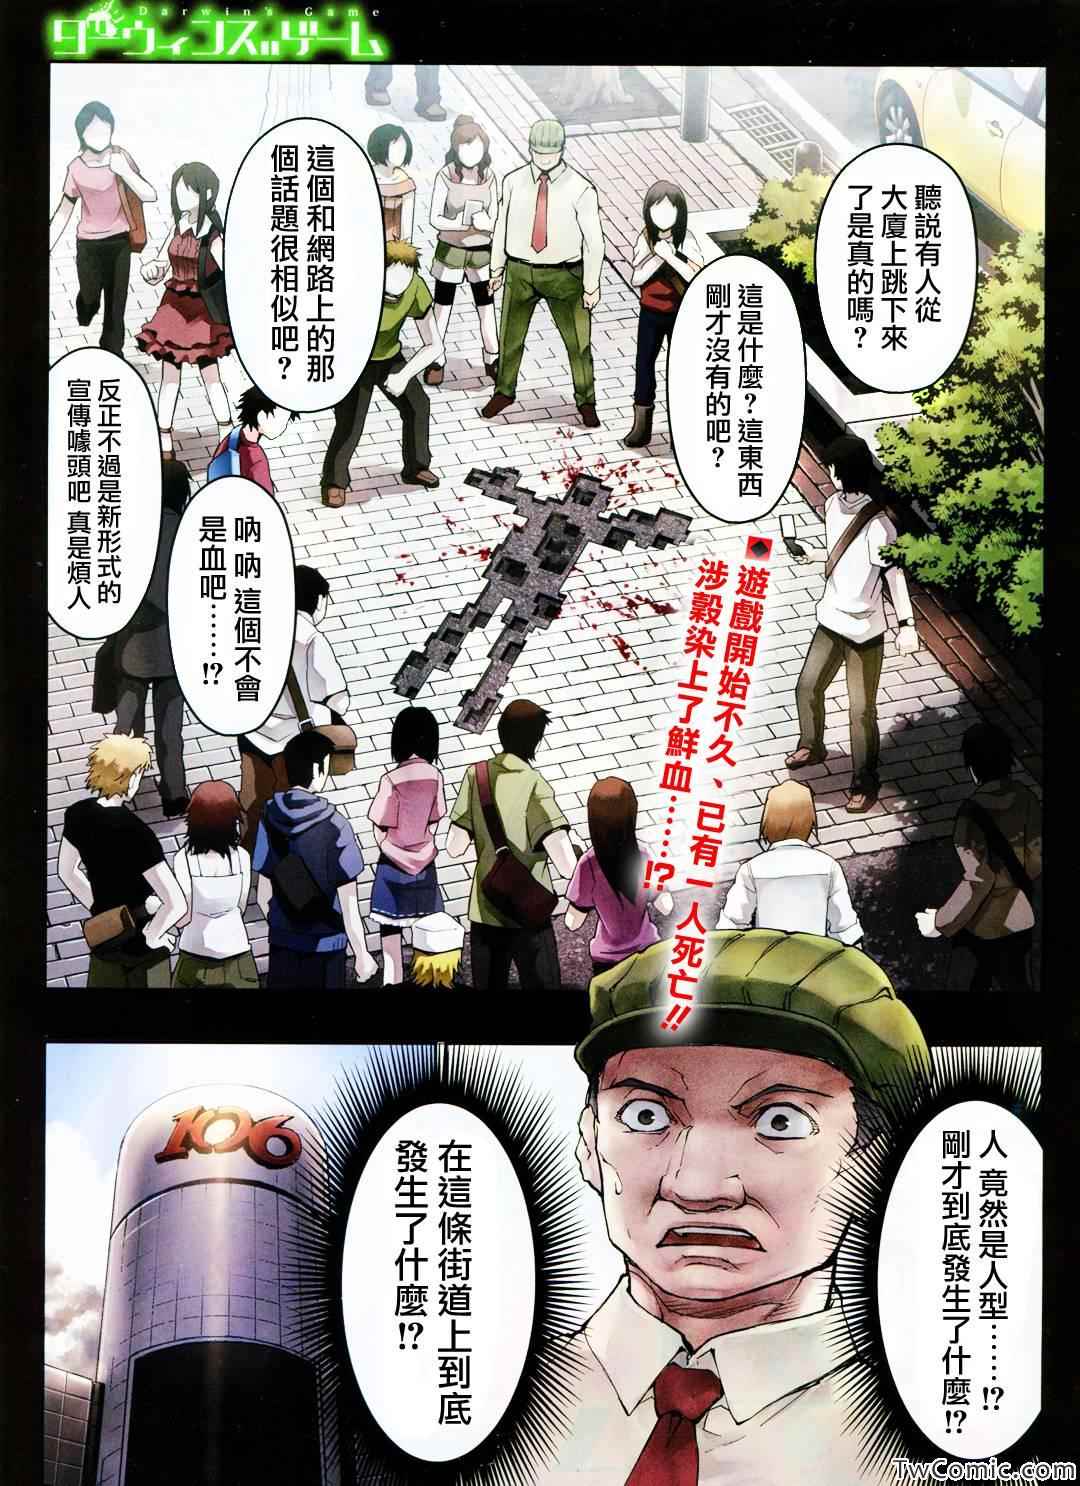 Darwin's Game
ダーウィンズゲーム
聽説有人從
大廈上跳下來
了是真的嗎？
這是什麼？這東西
剛才沒有的吧？
這個和網路上的那
個話題很相似吧？
反正不過是新形式的
宣傳噱頭吧 真是煩人
吶 吶 這個不會
是血吧……!?
遊戲開始不久、已有一人死亡!!
涉穀染上了鮮血……!?
106
人 竟然是人型……!?
剛才到底發生了什麼!?
在這條街道上到底
發生了什麼!?
TwComic.com